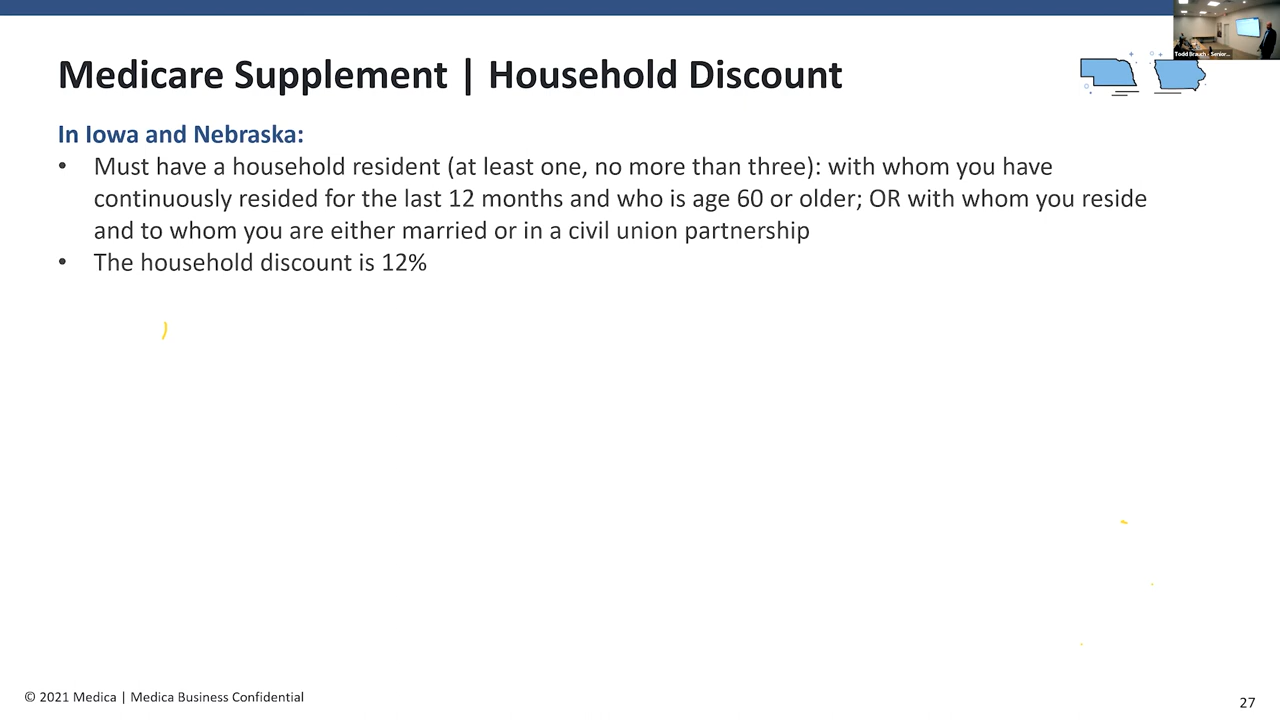 Todd Brauch - Senior...
Medicare Supplement | Household Discount
In Iowa and Nebraska:
• Must have a household resident (at least one, no more than three): with whom you have
continuously resided for the last 12 months and who is age 60 or older; OR with whom you reside
and to whom you are either married or in a civil union partnership
• The household discount is 12%
© 2021 Medica | Medica Business Confidential
27